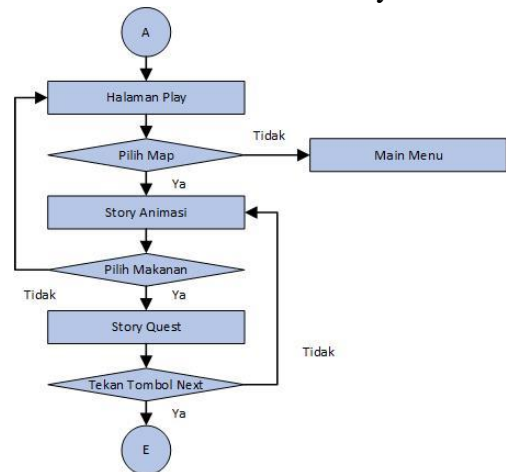 A
Halaman Play
Tidak
Pilih Map
Main Menu
Ya
Story Animasi
Pilih Makanan
Tidak
Ya
Story Quest
Tidak
Tekan Tombol Next
Ya
E